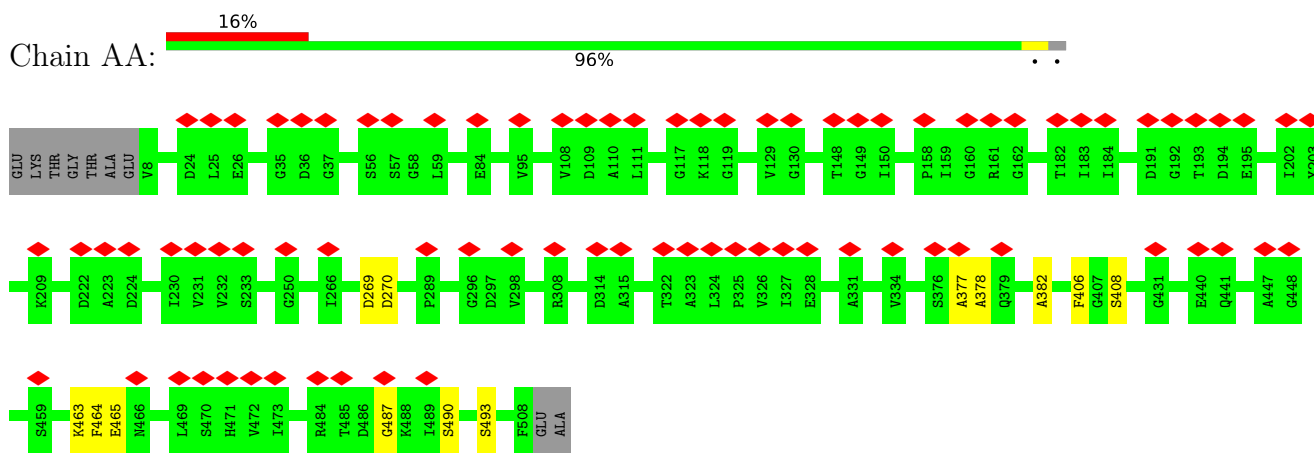 16%
Chain AA:
96%
GLU LYS THR GLY THR ALA GLU V8 D24 L25 E26 G35 D36 G37 S56 S57 G58 L59 E84 V95 V108 D109 A110 L111 G117 K118 G119 V129 G130 T148 G149 I150 P158 I159 G160 R161 G162 T182 I183 I184 D191 G192 T193 D194 E195 I202
K209 D222 A223 D224 I230 V231 V232 S233 G250 I266 D269 D270 P289 G296 D297 V298 R308 D314 A315 T322 A323 L324 P325 V326 I327 E328 A331 V334 S376 A377 A378 Q379 A382 F406 G407 S408 G431 E440 Q441 A447 G448
S459 K463 F464 E465 N466 L469 S470 H471 V472 I473 R484 T485 D486 G487 K488 I489 S490 S493 F508 GLU ALA